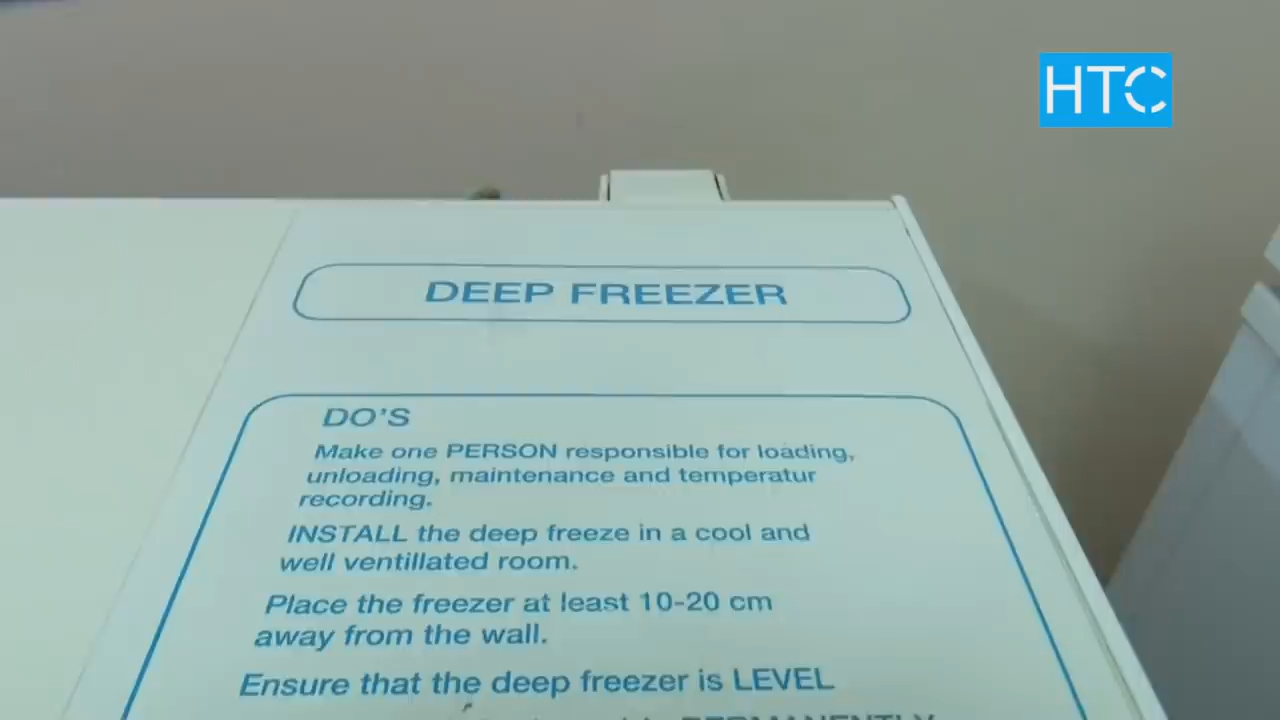 HTC
DEEP FREEZER
DO'S
Make one PERSON responsible for loading,
unloading, maintenance and temperatur
recording.
INSTALL the deep freeze in a cool and
well ventillated room.
Place the freezer at least 10-20 cm
away from the wall.
Ensure that the deep freezer is LEVEL
PERMANENTLY